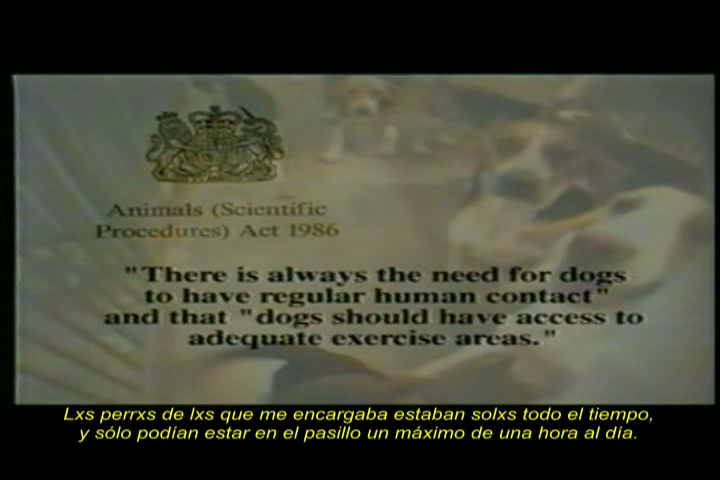 Animals (Scientific
Procedures) Act 1986
"There is always the need for dogs
to have regular human contact"
and that "dogs should have access to
adequate exercise areas."
Lxs perrxs de lxs que me encargaba estaban solxs todo el tiempo,
y sólo podían estar en el pasillo un máximo de una hora al día.